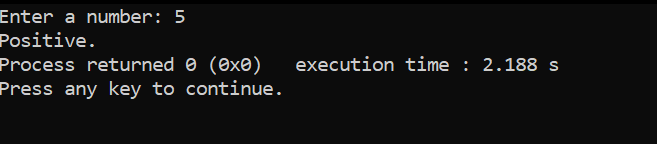 Enter a number: 5
Positive.
Process returned 0 (0x0)   execution time : 2.188 s
Press any key to continue.